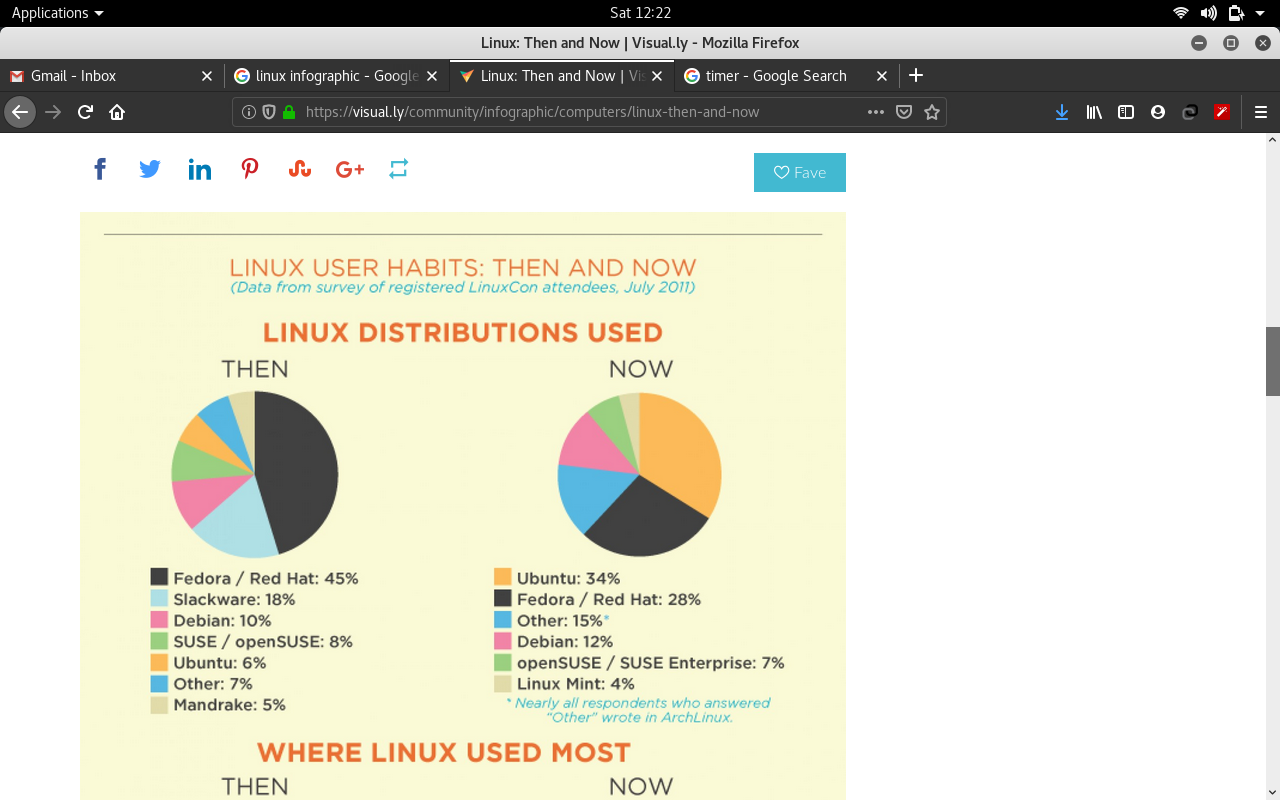 Applications
Sat 12:22
Linux: Then and Now | Visual.ly - Mozilla Firefox
Gmail - Inbox
linux infographic - Google
Linux: Then and Now | Vis
timer - Google Search
https://visual.ly/community/infographic/computers/linux-then-and-now
Fave
LINUX USER HABITS: THEN AND NOW
(Data from survey of registered LinuxCon attendees, July 2011)
LINUX DISTRIBUTIONS USED
THEN
Fedora / Red Hat: 45%
Slackware: 18%
Debian: 10%
SUSE / openSUSE: 8%
Ubuntu: 6%
Other: 7%
Mandrake: 5%
NOW
Ubuntu: 34%
Fedora / Red Hat: 28%
Other: 15%*
Debian: 12%
openSUSE / SUSE Enterprise: 7%
Linux Mint: 4%
* Nearly all respondents who answered
“Other” wrote in ArchLinux.
WHERE LINUX USED MOST
THEN
NOW